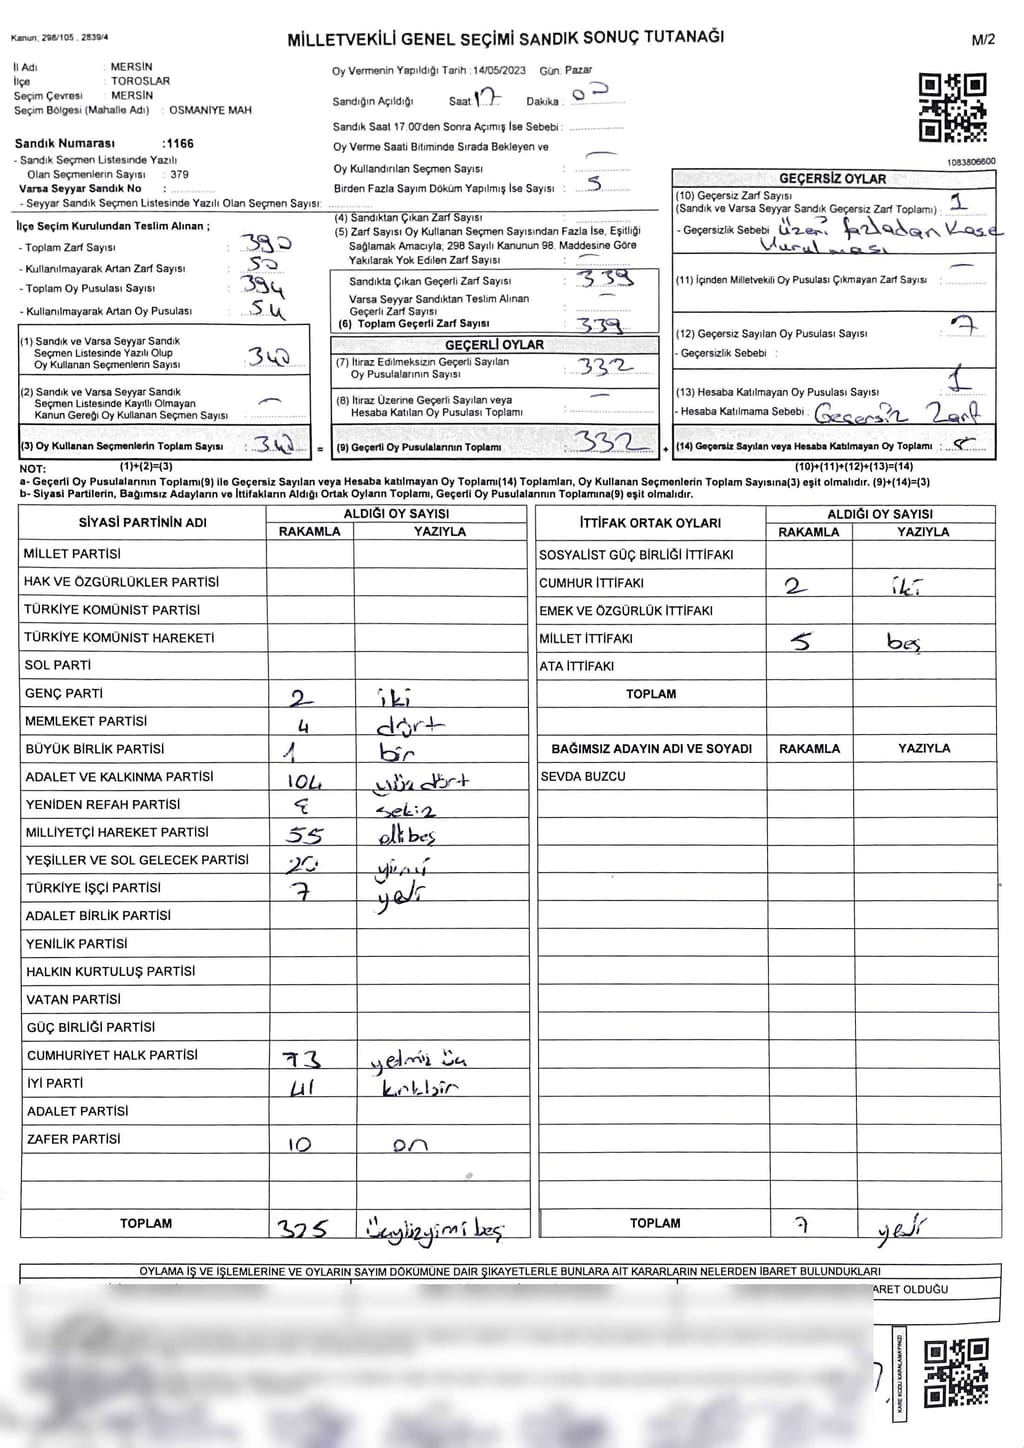 Kanun: 298/105 , 2839/4
MİLLETVEKİLİ GENEL SEÇİMİ SANDIK SONUÇ TUTANAĞI
M/2
İl Adı : MERSİN
İlçe : TOROSLAR
Seçim Çevresi : MERSİN
Seçim Bölgesi (Mahalle Adı) : OSMANİYE MAH.
Sandık Numarası :1166
- Sandık Seçmen Listesinde Yazılı
Olan Seçmenlerin Sayısı : 379
Varsa Seyyar Sandık No :
- Seyyar Sandık Seçmen Listesinde Yazılı Olan Seçmen Sayısı:
Oy Vermenin Yapıldığı Tarih :14/05/2023 Gün: Pazar
Sandığın Açıldığı Saat: 17 Dakika : 00
Sandık Saat 17:00'den Sonra Açımış İse Sebebi :
Oy Verme Saati Bitiminde Sırada Bekleyen ve
Oy Kullandırılan Seçmen Sayısı : —
Birden Fazla Sayım Döküm Yapılmış İse Sayısı : 5
1083806600
İlçe Seçim Kurulundan Teslim Alınan ;
- Toplam Zarf Sayısı : 390
- Kullanılmayarak Artan Zarf Sayısı : 50
- Toplam Oy Pusulası Sayısı : 394
- Kullanılmayarak Artan Oy Pusulası : 54
(1) Sandık ve Varsa Seyyar Sandık
Seçmen Listesinde Yazılı Olup
Oy Kullanan Seçmenlerin Sayısı : 340
(2) Sandık ve Varsa Seyyar Sandık
Seçmen Listesinde Kayıtlı Olmayan
Kanun Gereği Oy Kullanan Seçmen Sayısı : —
(3) Oy Kullanan Seçmenlerin Toplam Sayısı : 340 =
(4) Sandıktan Çıkan Zarf Sayısı :
(5) Zarf Sayısı Oy Kullanan Seçmen Sayısından Fazla İse, Eşitliği
Sağlamak Amacıyla; 298 Sayılı Kanunun 98. Maddesine Göre
Yakılarak Yok Edilen Zarf Sayısı : —
Sandıkta Çıkan Geçerli Zarf Sayısı : 339
Varsa Seyyar Sandıktan Teslim Alınan
Geçerli Zarf Sayısı : —
(6) Toplam Geçerli Zarf Sayısı : 339
GEÇERLİ OYLAR
(7) İtiraz Edilmeksizin Geçerli Sayılan
Oy Pusulalarının Sayısı : 332
(8) İtiraz Üzerine Geçerli Sayılan veya
Hesaba Katılan Oy Pusulası Toplamı : —
(9) Geçerli Oy Pusulalarının Toplamı : 332 +
GEÇERSİZ OYLAR
(10) Geçersiz Zarf Sayısı
(Sandık ve Varsa Seyyar Sandık Geçersiz Zarf Toplamı) : 1
- Geçersizlik Sebebi : Üzeri fazladan Kase
Vurulması
(11) İçinden Milletvekili Oy Pusulası Çıkmayan Zarf Sayısı : —
(12) Geçersiz Sayılan Oy Pusulası Sayısı : 7
- Geçersizlik Sebebi :
(13) Hesaba Katılmayan Oy Pusulası Sayısı : 1
- Hesaba Katılmama Sebebi : Geçersiz Zarf
(14) Geçersiz Sayılan veya Hesaba Katılmayan Oy Toplamı : 8
NOT: (1)+(2)=(3) (10)+(11)+(12)+(13)=(14)
a- Geçerli Oy Pusulalarının Toplamı(9) ile Geçersiz Sayılan veya Hesaba katılmayan Oy Toplamı(14) Toplamları, Oy Kullanan Seçmenlerin Toplam Sayısına(3) eşit olmalıdır. (9)+(14)=(3)
b- Siyasi Partilerin, Bağımsız Adayların ve İttifakların Aldığı Ortak Oyların Toplamı, Geçerli Oy Pusulalarının Toplamına(9) eşit olmalıdır.
SİYASİ PARTİNİN ADI ALDIĞI OY SAYISI
RAKAMLA YAZIYLA
MİLLET PARTİSİ
HAK VE ÖZGÜRLÜKLER PARTİSİ
TÜRKİYE KOMÜNİST PARTİSİ
TÜRKİYE KOMÜNİST HAREKETİ
SOL PARTİ
GENÇ PARTİ 2 iki
MEMLEKET PARTİSİ 4 dört
BÜYÜK BİRLİK PARTİSİ 1 bir
ADALET VE KALKINMA PARTİSİ 104 yüz dört
YENİDEN REFAH PARTİSİ 8 sekiz
MİLLİYETÇİ HAREKET PARTİSİ 55 ellibeş
YEŞİLLER VE SOL GELECEK PARTİSİ 20 yirmi
TÜRKİYE İŞÇİ PARTİSİ 7 yedi
ADALET BİRLİK PARTİSİ
YENİLİK PARTİSİ
HALKIN KURTULUŞ PARTİSİ
VATAN PARTİSİ
GÜÇ BİRLİĞİ PARTİSİ
CUMHURİYET HALK PARTİSİ 73 yetmiş üç
İYİ PARTİ 41 kırkbir
ADALET PARTİSİ
ZAFER PARTİSİ 10 on
TOPLAM 325 üçyüzyirmi beş
İTTİFAK ORTAK OYLARI ALDIĞI OY SAYISI
RAKAMLA YAZIYLA
SOSYALİST GÜÇ BİRLİĞİ İTTİFAKI
CUMHUR İTTİFAKI 2 iki
EMEK VE ÖZGÜRLÜK İTTİFAKI
MİLLET İTTİFAKI 5 beş
ATA İTTİFAKI
TOPLAM
BAĞIMSIZ ADAYIN ADI VE SOYADI RAKAMLA YAZIYLA
SEVDA BUZCU
TOPLAM 7 yedi
OYLAMA İŞ VE İŞLEMLERİNE VE OYLARIN SAYIM DÖKÜMÜNE DAİR ŞİKAYETLERLE BUNLARA AİT KARARLARIN NELERDEN İBARET BULUNDUKLARI
ARET OLDUĞU
KARE KODU KARALAMAYINIZ!